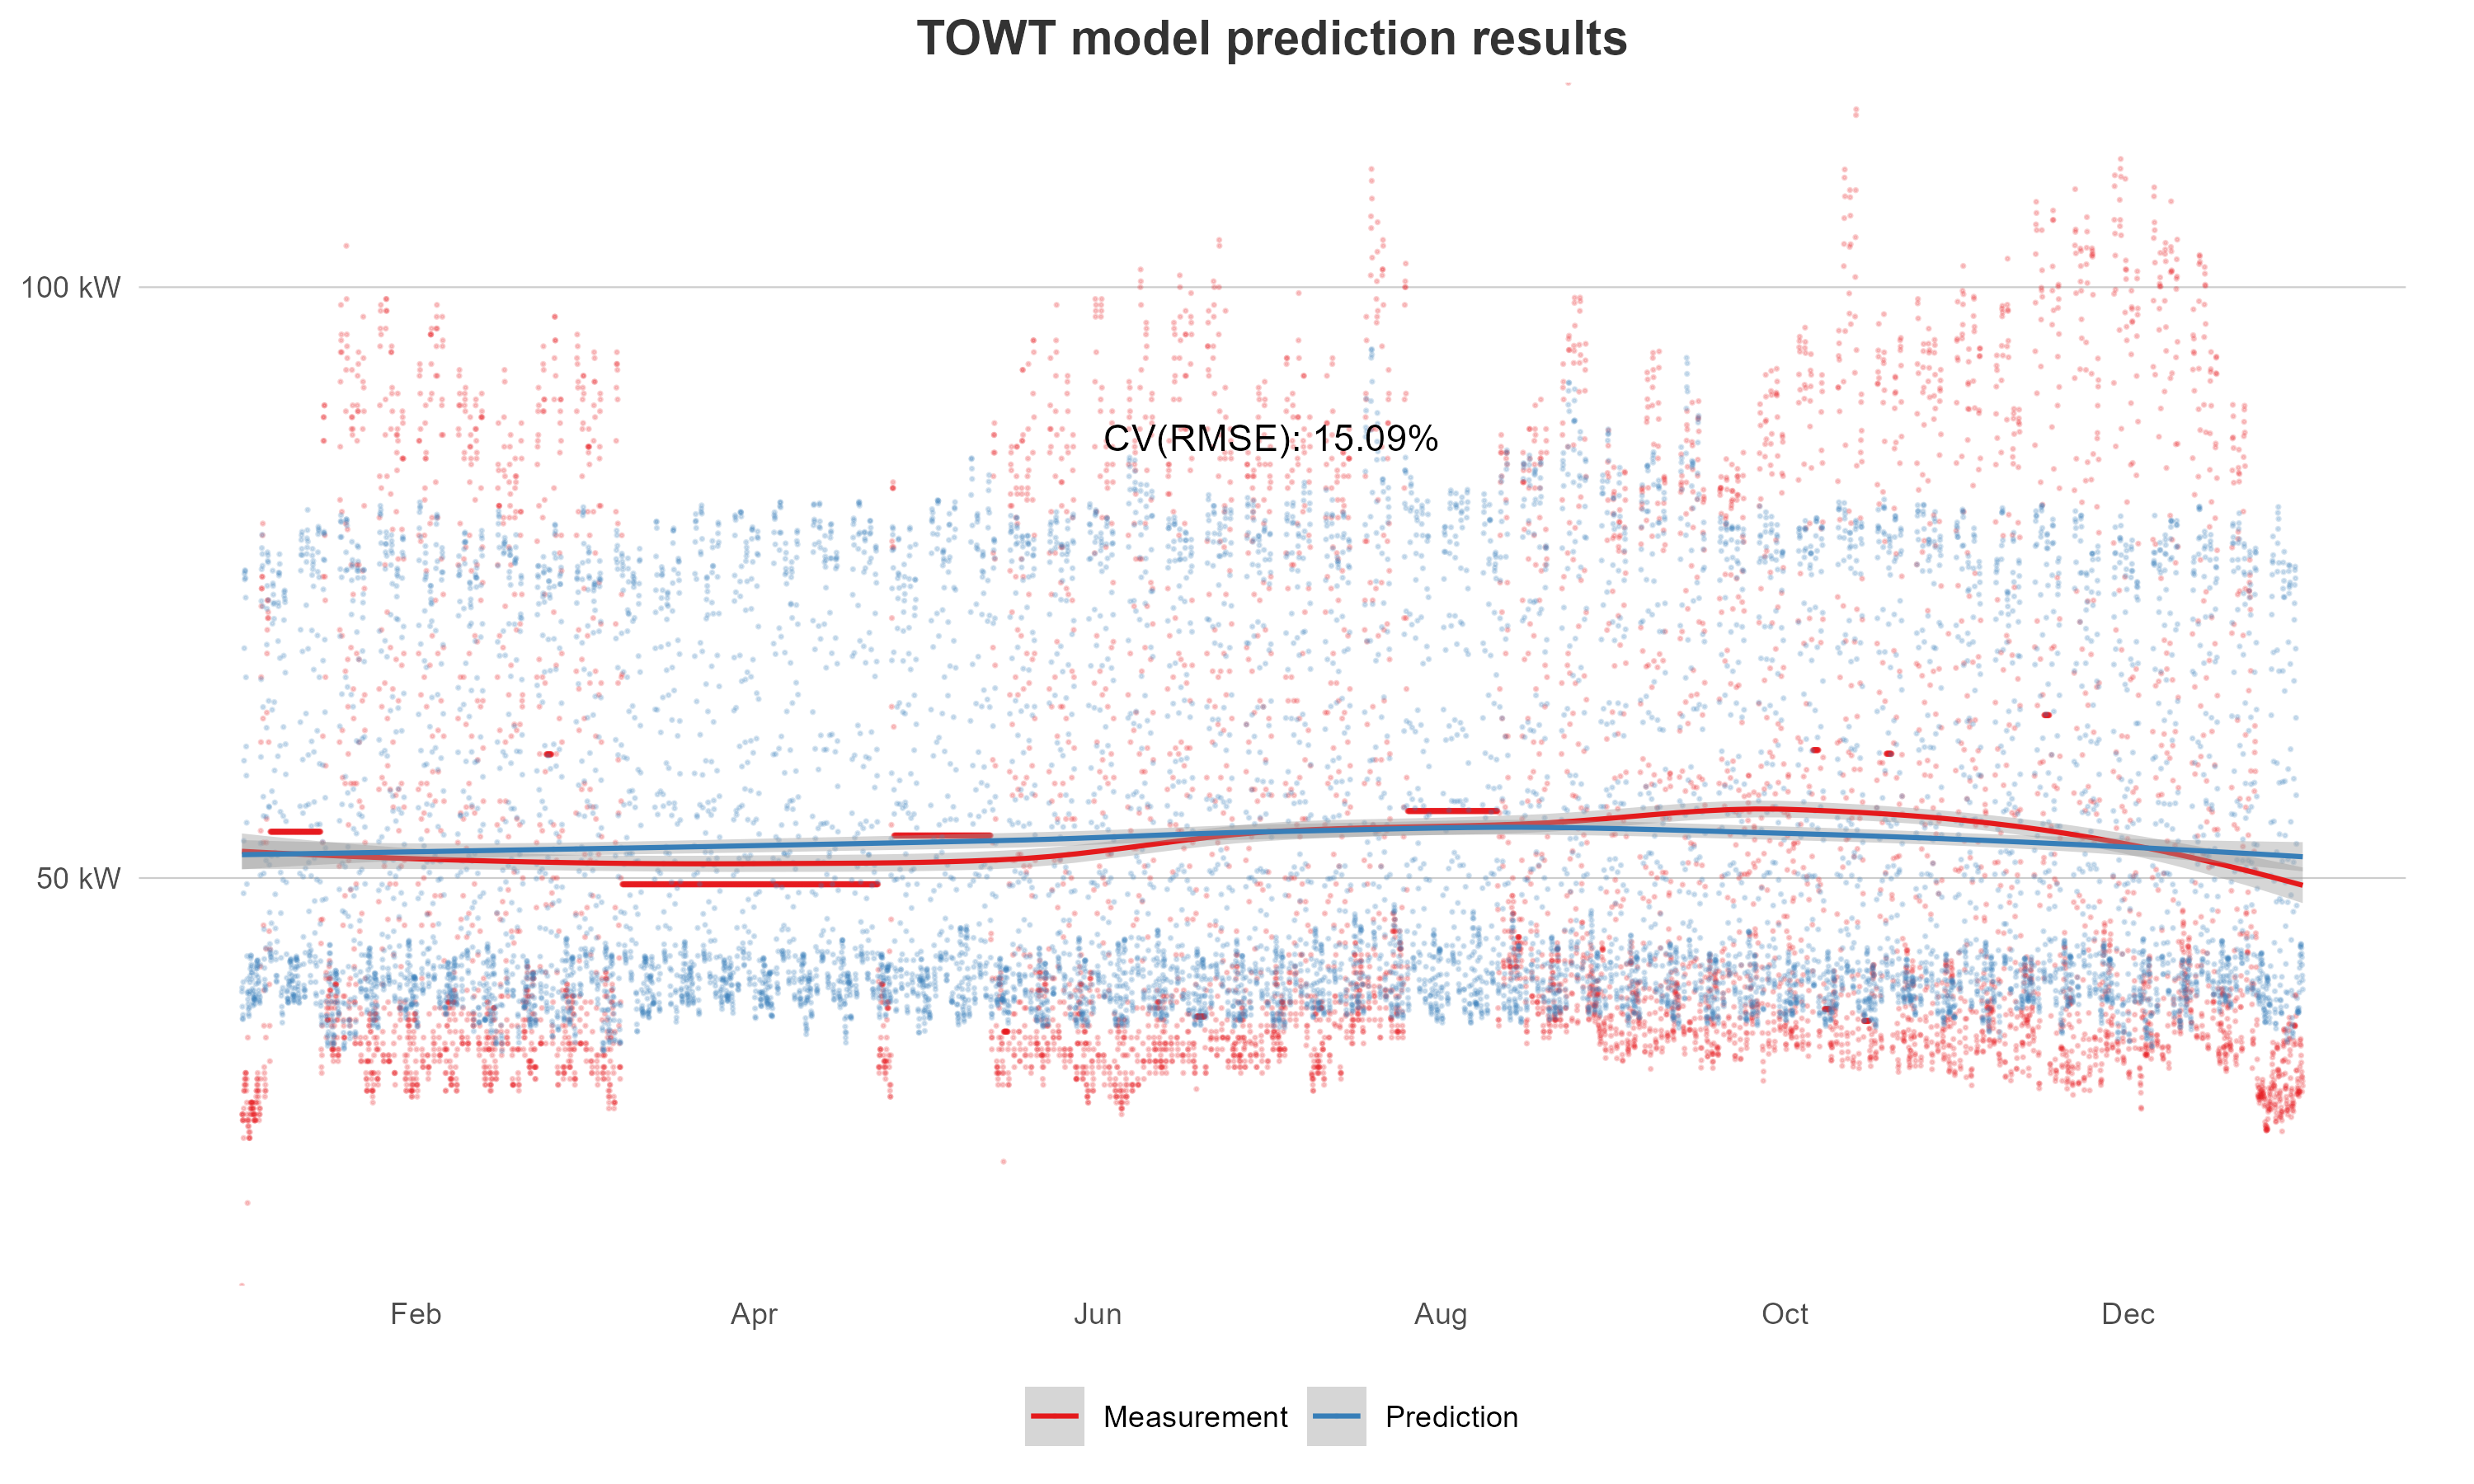 TOWT model prediction results
100 kW
CV(RMSE): 15.09%
50 kW
Feb Apr Jun Aug Oct Dec
Measurement Prediction